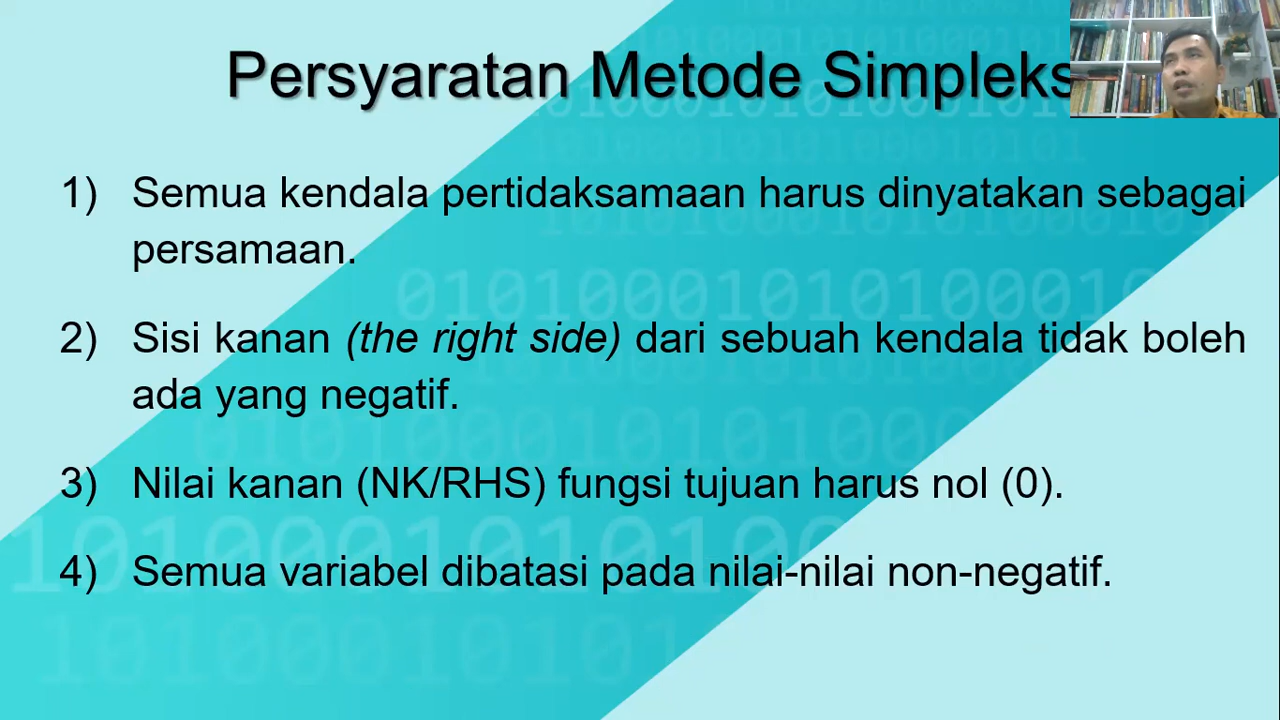 Persyaratan Metode Simpleks
1) Semua kendala pertidaksamaan harus dinyatakan sebagai
persamaan.
2) Sisi kanan (the right side) dari sebuah kendala tidak boleh
ada yang negatif.
3) Nilai kanan (NK/RHS) fungsi tujuan harus nol (0).
4) Semua variabel dibatasi pada nilai-nilai non-negatif.